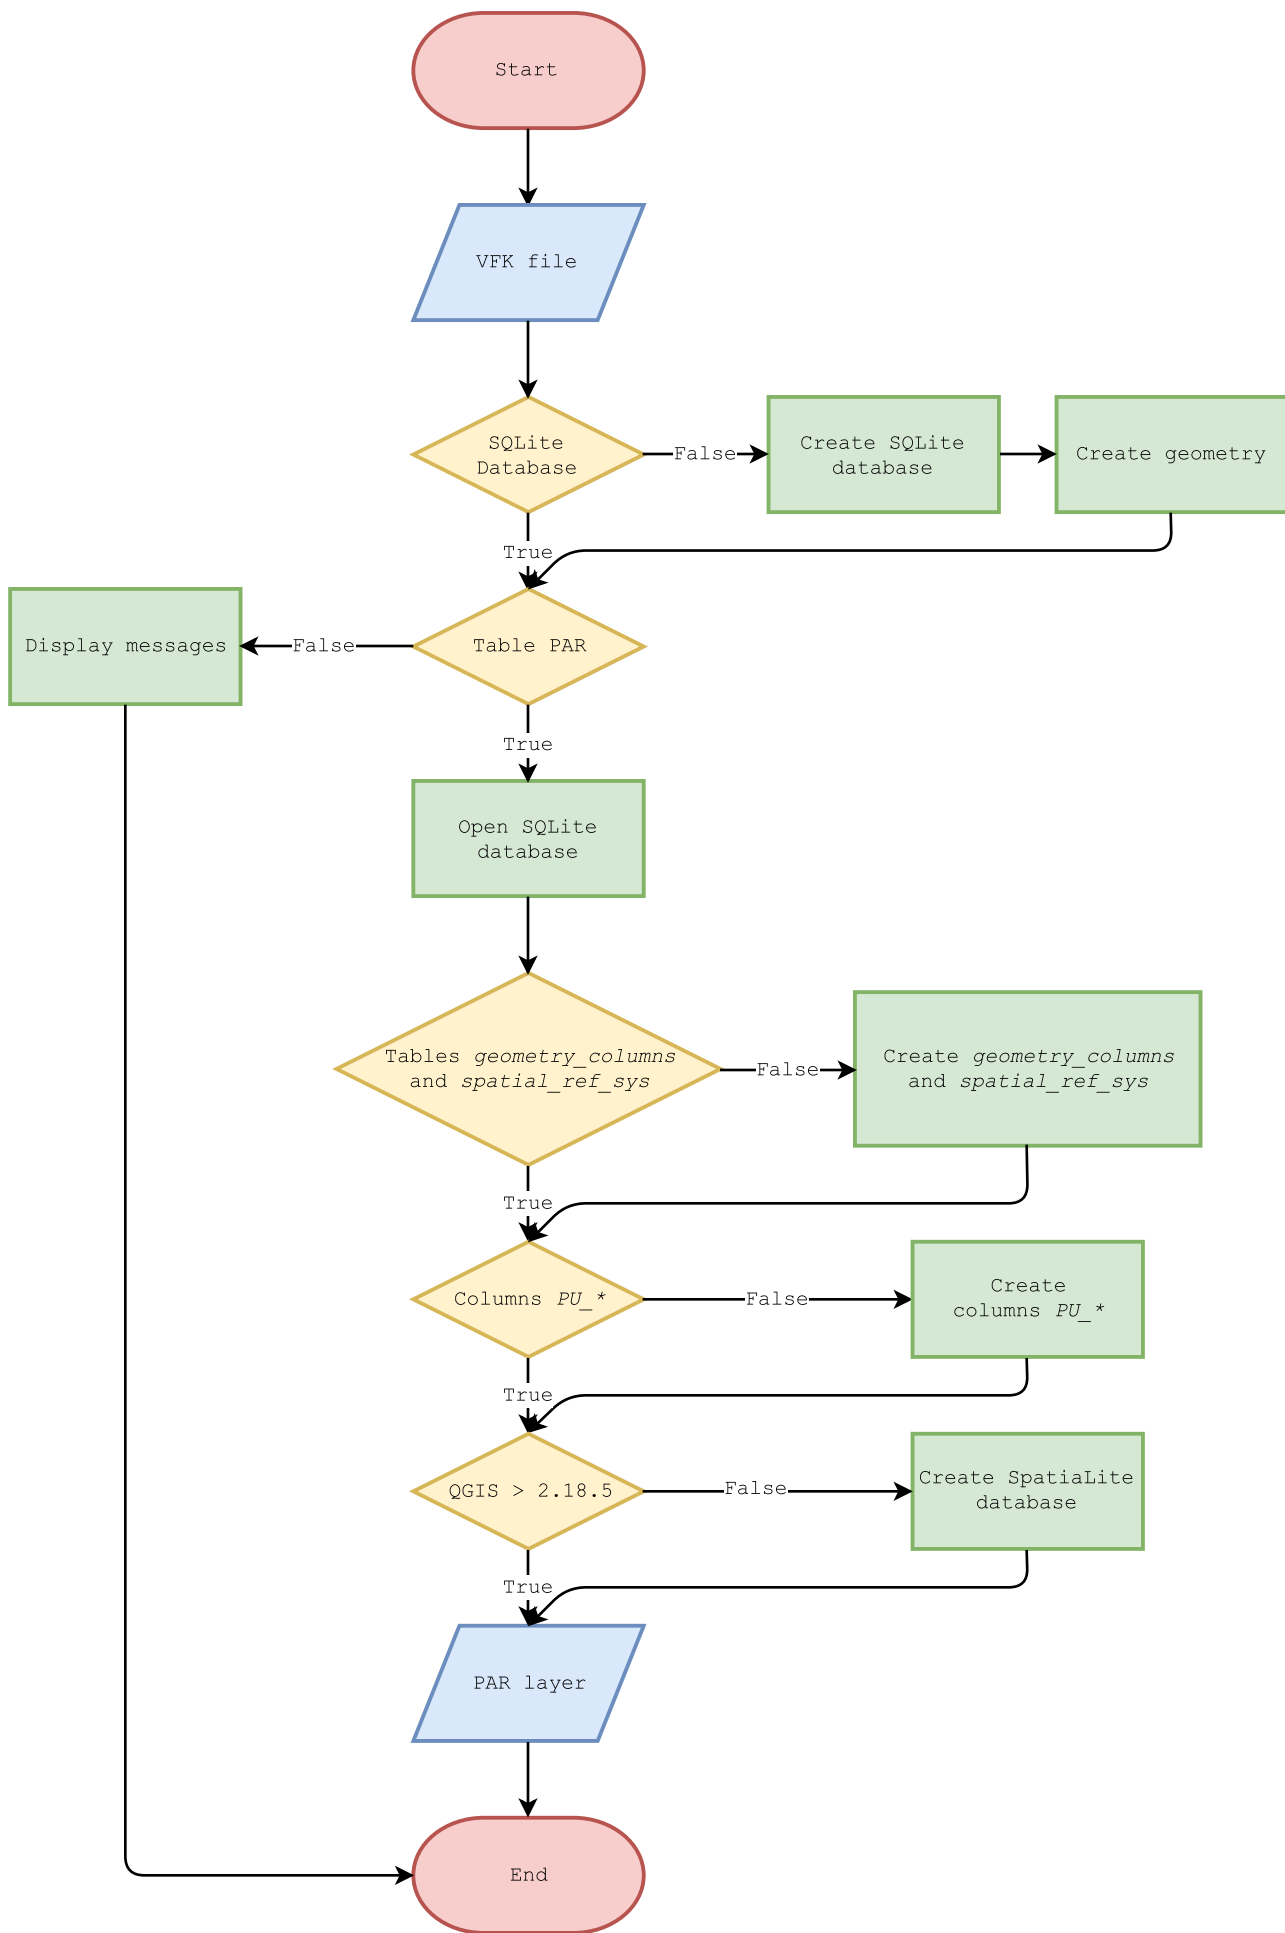 Start
VFK file
SQLite
Database
False
Create SQLite
database
Create geometry
True
Display messages
False
Table PAR
True
Open SQLite
database
Tables geometry_columns
and spatial_ref_sys
False
Create geometry_columns
and spatial_ref_sys
True
Columns PU_*
False
Create
columns PU_*
True
QGIS > 2.18.5
False
Create SpatiaLite
database
True
PAR layer
End